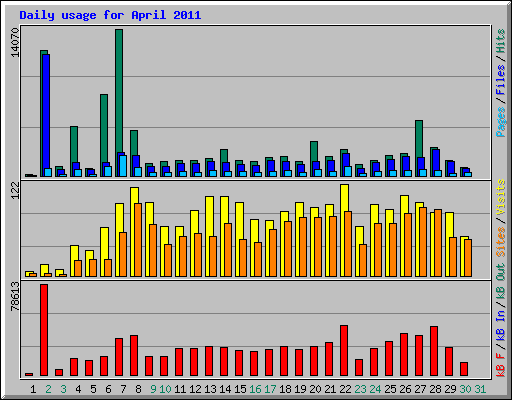 Daily usage for April 2011
14070
Pages / Files / Hits
122
Sites / Visits
78613
kB F / kB In / kB Out
1 2 3 4 5 6 7 8 9 10 11 12 13 14 15 16 17 18 19 20 21 22 23 24 25 26 27 28 29 30 31